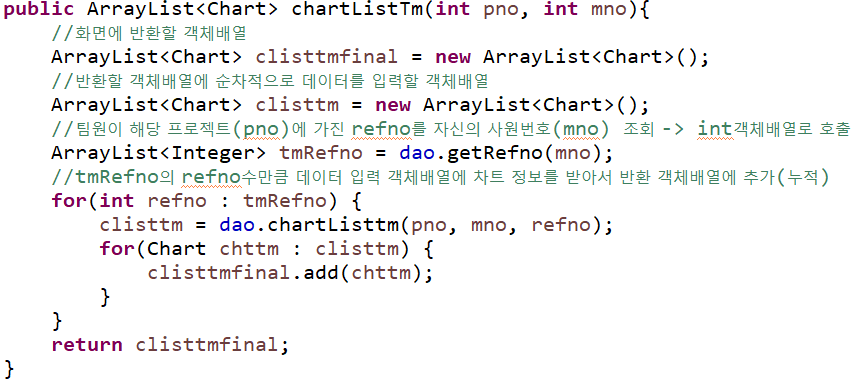 public ArrayList<Chart> chartListTm(int pno, int mno){
//화면에 반환할 객체배열
ArrayList<Chart> clisttmfinal = new ArrayList<Chart>();
//반환할 객체배열에 순차적으로 데이터를 입력할 객체배열
ArrayList<Chart> clisttm = new ArrayList<Chart>();
//팀원이 해당 프로젝트(pno)에 가진 refno를 자신의 사원번호(mno) 조회 -> int객체배열로 호출
ArrayList<Integer> tmRefno = dao.getRefno(mno);
//tmRefno의 refno수만큼 데이터 입력 객체배열에 차트 정보를 받아서 반환 객체배열에 추가(누적)
for(int refno : tmRefno) {
clisttm = dao.chartListtm(pno, mno, refno);
for(Chart chttm : clisttm) {
clisttmfinal.add(chttm);
}
}
return clisttmfinal;
}